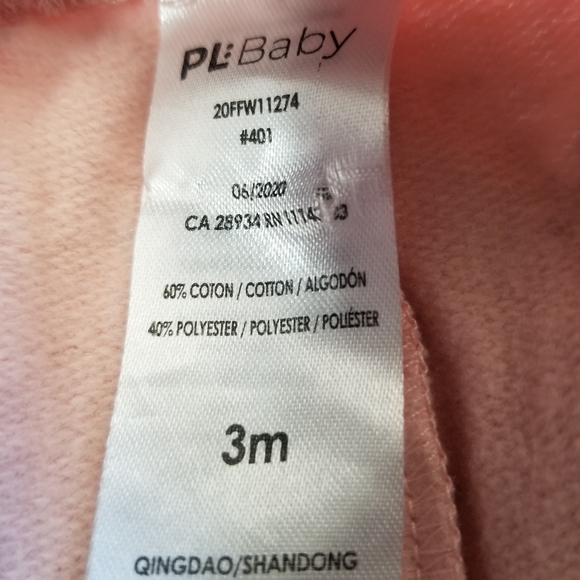 PL Baby
20FFW11274
#401
06/2020
CA 28934 RN
60% COTON / COTTON / ALGODÓN
40% POLYESTER / POLYESTER / POLIÉSTER
3m
QINGDAO/SHANDONG